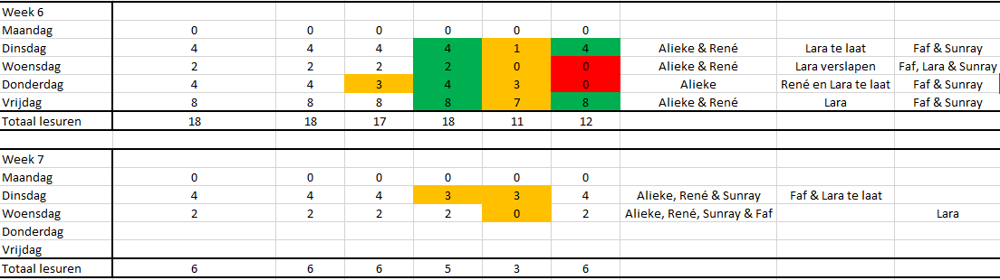 Week 6
Maandag 0 0 0 0 0 0
Dinsdag 4 4 4 4 1 4 Alieke & René Lara te laat Faf & Sunray
Woensdag 2 2 2 2 0 0 Alieke & René Lara verslapen Faf, Lara & Sunray
Donderdag 4 4 3 4 3 0 Alieke René en Lara te laat Faf & Sunray
Vrijdag 8 8 8 8 7 8 Alieke & René Lara Faf & Sunray
Totaal lesuren 18 18 17 18 11 12
Week 7
Maandag 0 0 0 0 0 0
Dinsdag 4 4 4 3 3 4 Alieke, René & Sunray Faf & Lara te laat
Woensdag 2 2 2 2 0 2 Alieke, René, Sunray & Faf Lara
Donderdag
Vrijdag
Totaal lesuren 6 6 6 5 3 6